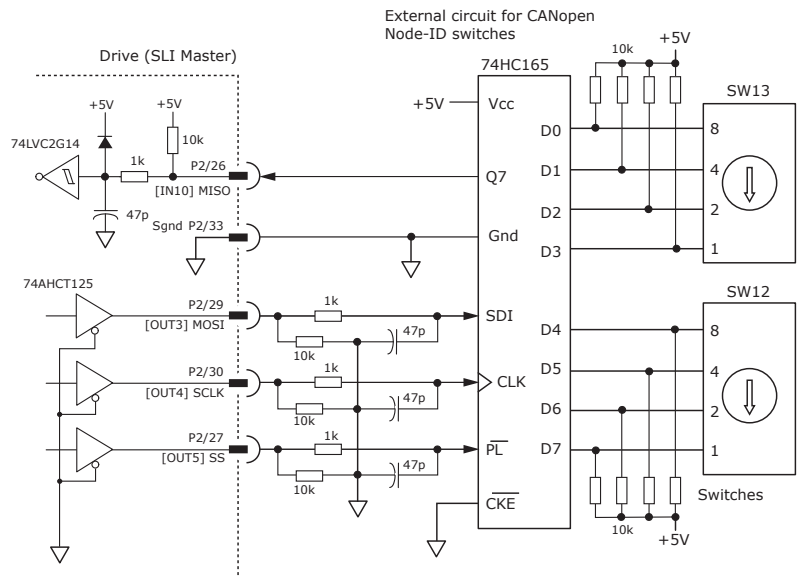 External circuit for CANopen
Node-ID switches
Drive (SLI Master)
74HC165
10k
+5V
SW13
+5V
+5V
+5V
Vcc
74LVC2G14
10k
1k
P2/26
D0
8
[IN10] MISO
Q7
D1
4
47p
D2
2
Sgnd P2/33
Gnd
D3
1
74AHCT125
SW12
P2/29
1k
SDI
D4
8
[OUT3] MOSI
47p
10k
D5
4
P2/30
1k
CLK
[OUT4] SCLK
47p
D6
2
10k
P2/27
1k
PL
D7
1
[OUT5] SS
47p
10k
CKE
Switches
10k
+5V